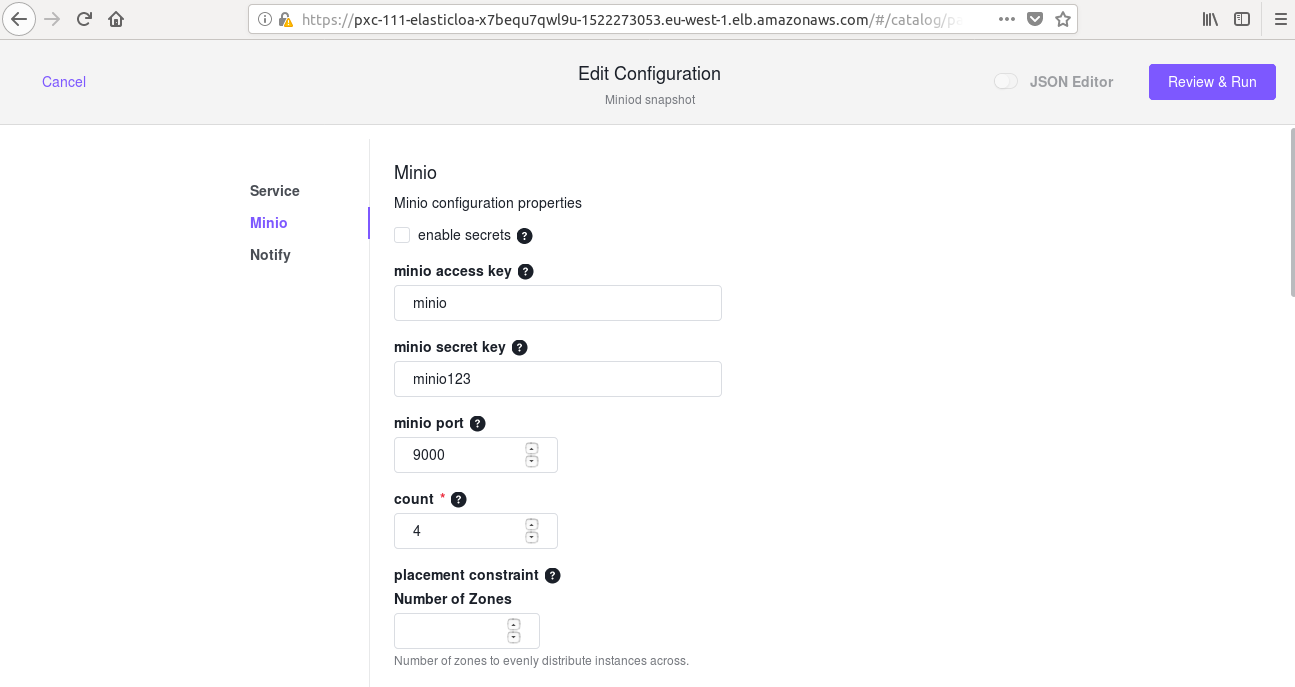 https://pxc-111-elasticloa-x7bequ7qwl9u-1522273053.eu-west-1.elb.amazonaws.com/#/catalog/pa
Cancel
Edit Configuration
Miniod snapshot
JSON Editor
Review & Run
Service
Minio
Notify
Minio
Minio configuration properties
enable secrets ?
minio access key ?
minio
minio secret key ?
minio123
minio port ?
9000
count * ?
4
placement constraint ?
Number of Zones
Number of zones to evenly distribute instances across.